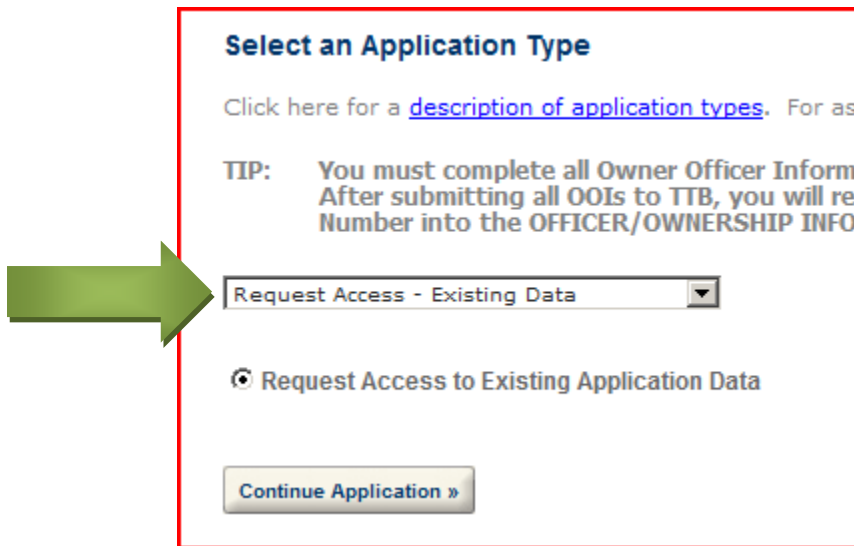 Select an Application Type
Click here for a description of application types. For as
TIP: You must complete all Owner Officer Inform
After submitting all OOIs to TTB, you will re
Number into the OFFICER/OWNERSHIP INFO
Request Access - Existing Data
Request Access to Existing Application Data
Continue Application »